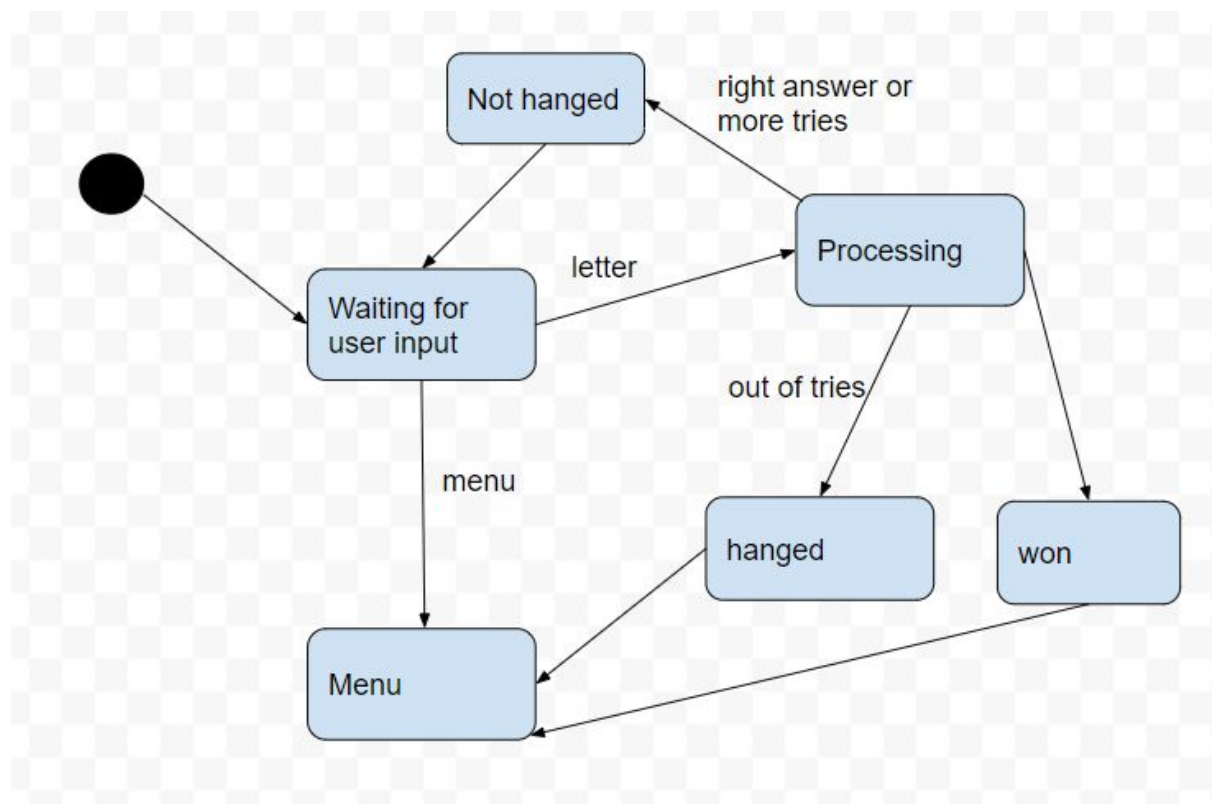 Not hanged
right answer or
more tries
Processing
letter
Waiting for
user input
out of tries
menu
hanged
won
Menu